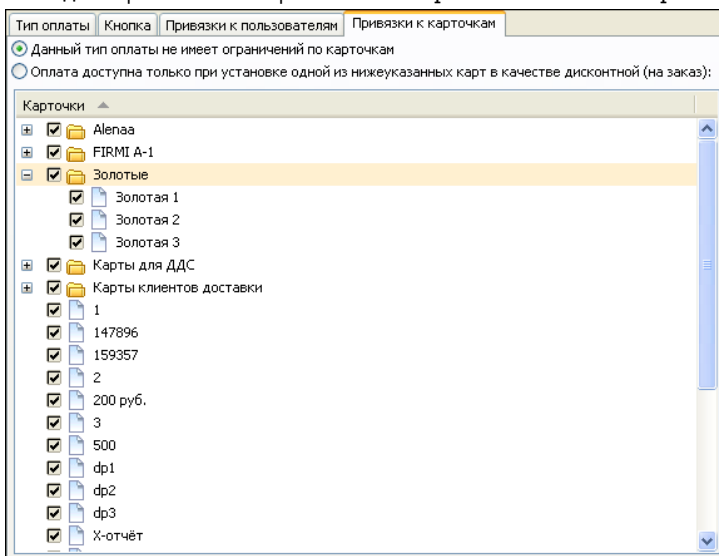 Тип оплаты Кнопка Привязки к пользователям Привязки к карточкам
Данный тип оплаты не имеет ограничений по карточкам
Оплата доступна только при установке одной из нижеуказанных карт в качестве дисконтной (на заказ):
Карточки
Alenaa
FIRMI A-1
Золотые
Золотая 1
Золотая 2
Золотая 3
Карты для ДДС
Карты клиентов доставки
1
147896
159357
2
200 руб.
3
500
dp1
dp2
dp3
X-отчёт